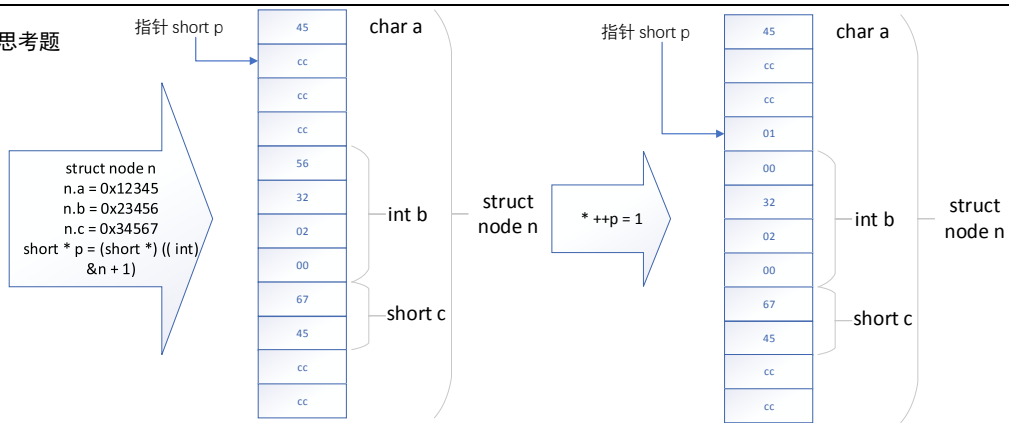 思考题
指针 short p
45
cc
cc
cc
56
32
02
00
67
45
cc
cc
char a
int b
short c
struct
node n
struct node n
n.a = 0x12345
n.b = 0x23456
n.c = 0x34567
short * p = (short *) (( int)
&n + 1)
* ++p = 1
指针 short p
45
cc
cc
01
00
32
02
00
67
45
cc
cc
char a
int b
short c
struct
node n